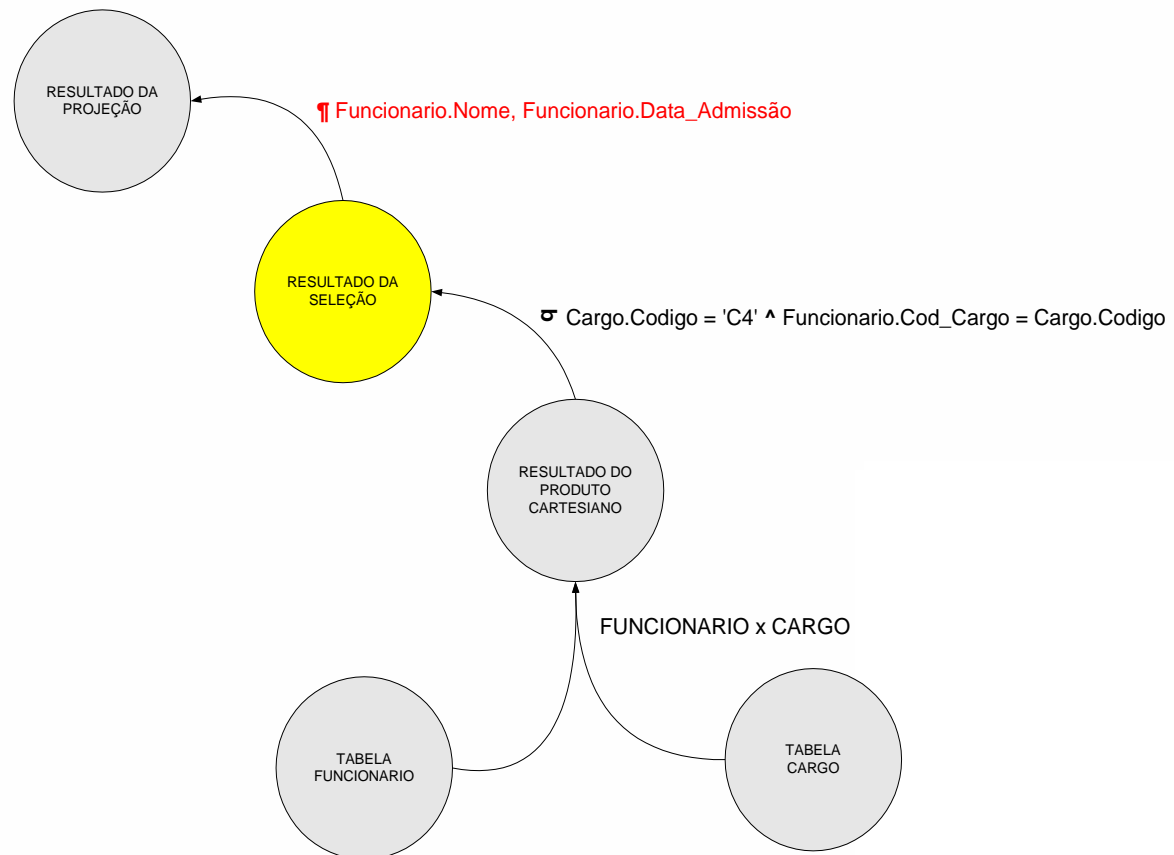 RESULTADO DA
PROJEÇÃO
¶ Funcionario.Nome, Funcionario.Data_Admissão
RESULTADO DA
SELEÇÃO
σ Cargo.Codigo = 'C4' ^ Funcionario.Cod_Cargo = Cargo.Codigo
RESULTADO DO
PRODUTO
CARTESIANO
FUNCIONARIO x CARGO
TABELA
FUNCIONARIO
TABELA
CARGO